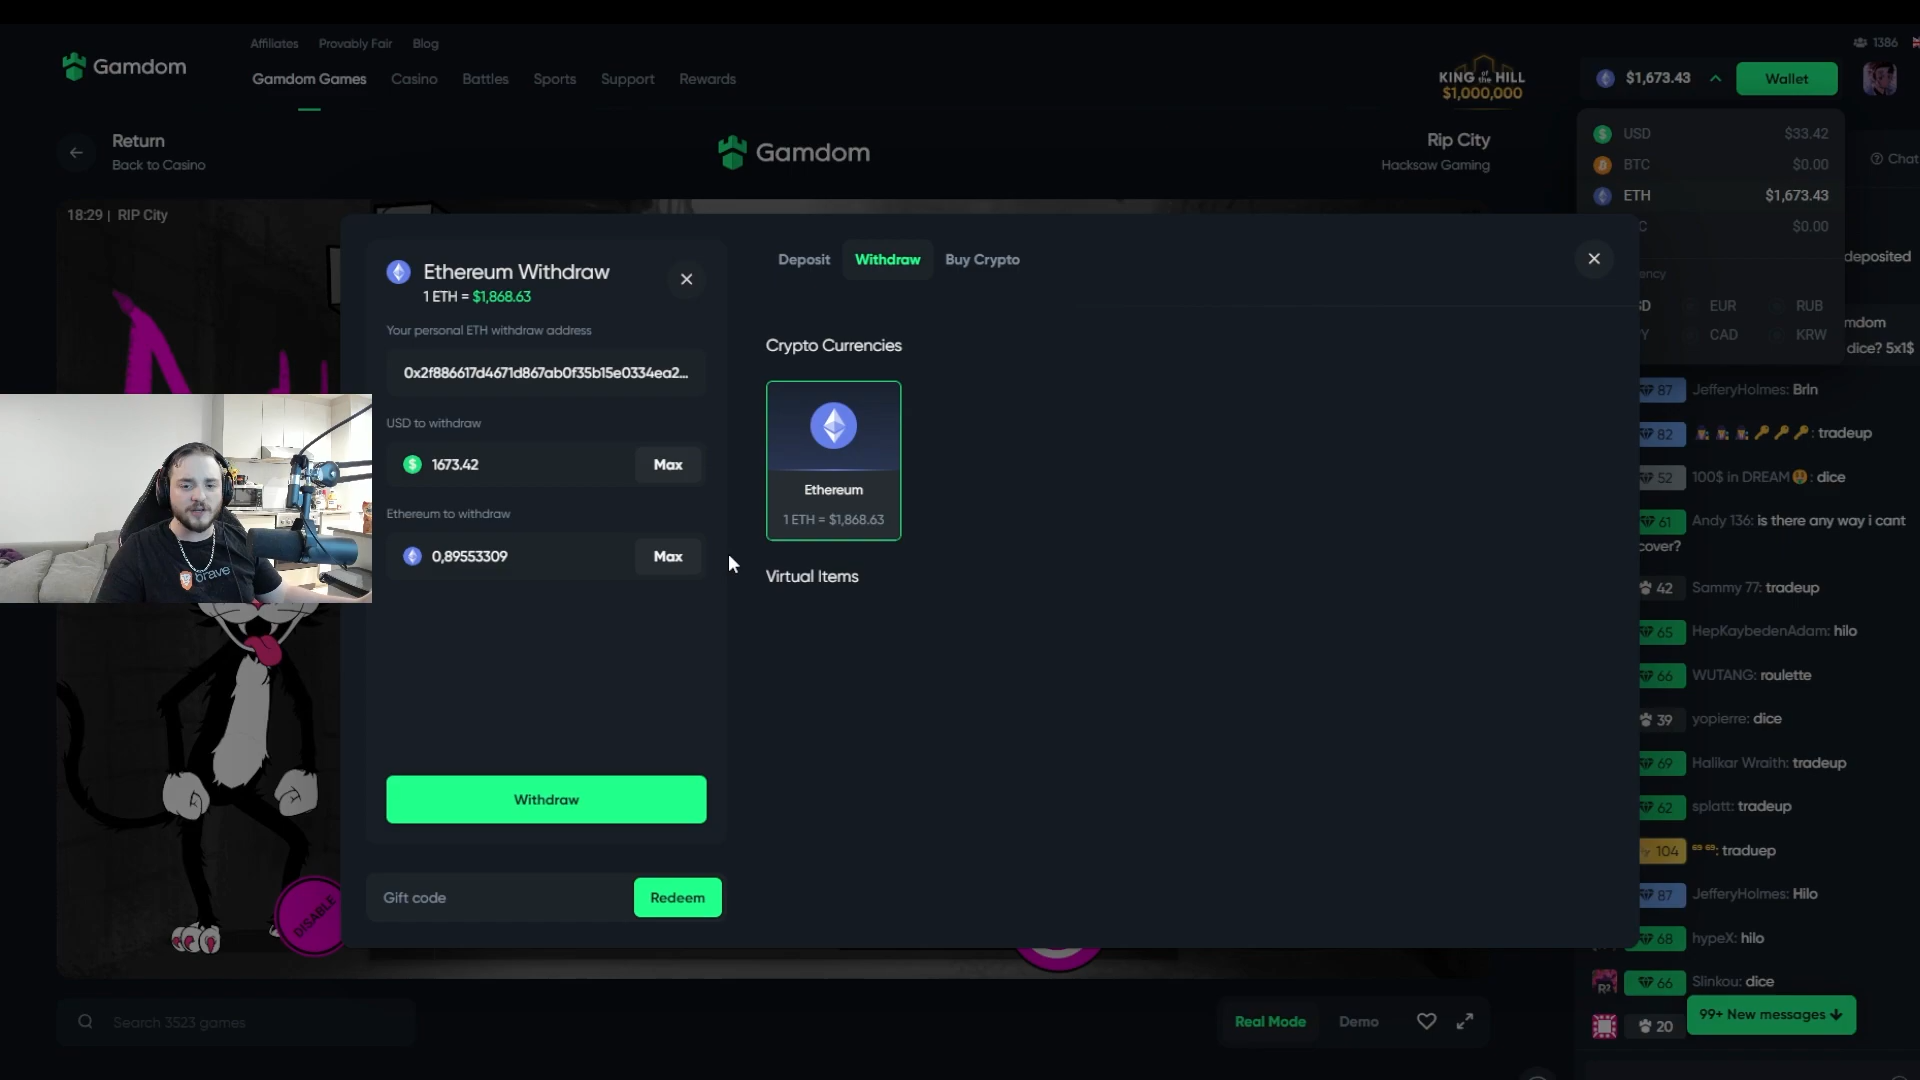 Affiliates Provably Fair Blog
1386
Gamdom
Gamdom Games Casino Battles Sports Support Rewards
KING of the HILL
$1,000,000
$1,673.43
Wallet
Return
Back to Casino
Gamdom
Rip City
Hacksaw Gaming
USD $33.42
BTC $0.00
ETH $1,673.43
C $0.00
ency
D EUR RUB
Y CAD KRW
Chat
deposited
mdom
dice? 5x1$
18:29 | RIP City
Ethereum Withdraw
1 ETH = $1,868.63
Your personal ETH withdraw address
0x2f886617d4671d867ab0f35b15e0334ea2...
USD to withdraw
1673.42 Max
Ethereum to withdraw
0,89553309 Max
Withdraw
Gift code Redeem
Deposit Withdraw Buy Crypto
Crypto Currencies
Ethereum
1 ETH = $1,868.63
Virtual Items
brave
DISABLE
87 JefferyHolmes: Brln
82 : tradeup
52 100$ in DREAM : dice
61 Andy 136: is there any way i cant
cover?
42 Sammy 77: tradeup
65 HepKaybedenAdam: hilo
66 WUTANG: roulette
39 yopierre: dice
69 Halikar Wraith: tradeup
62 splatt: tradeup
104 69 69: traduep
87 JefferyHolmes: Hilo
68 hypeX: hilo
66 Slinkou: dice
20
99+ New messages
Search 3523 games
Real Mode Demo